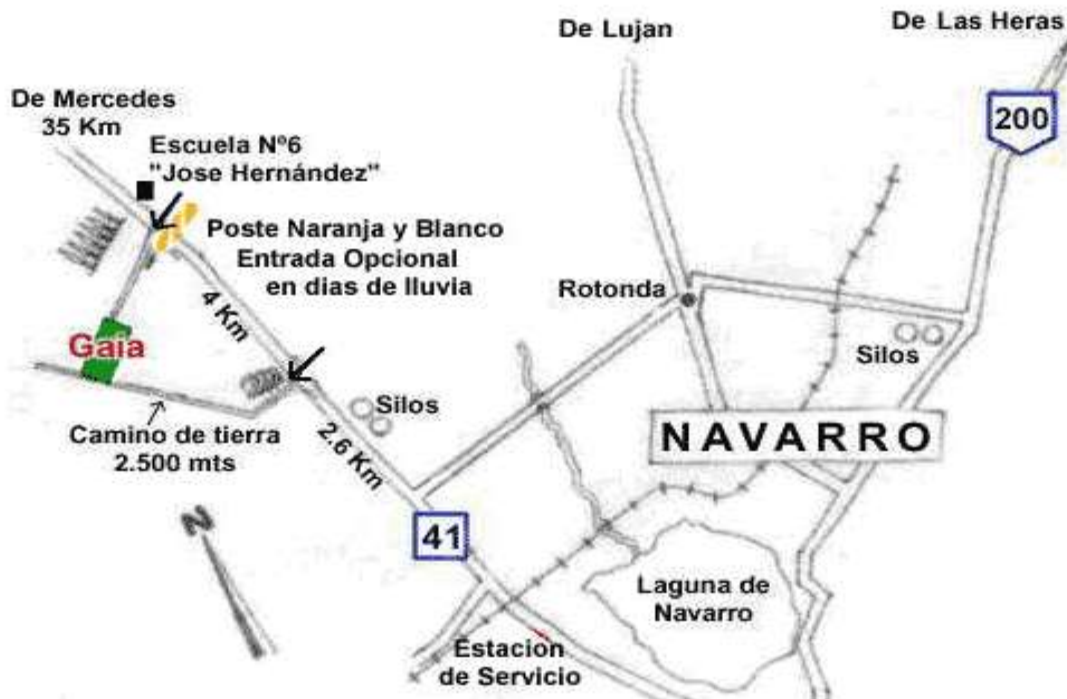 De Lujan
De Las Heras
De Mercedes
35 Km
200
Escuela Nº6
"Jose Hernández"
Poste Naranja y Blanco
Entrada Opcional
en dias de lluvia
Rotonda
4 Km
Gaia
Silos
Silos
Camino de tierra
2.500 mts
2.6 Km
NAVARRO
N
41
Laguna de
Navarro
Estacion
de Servicio